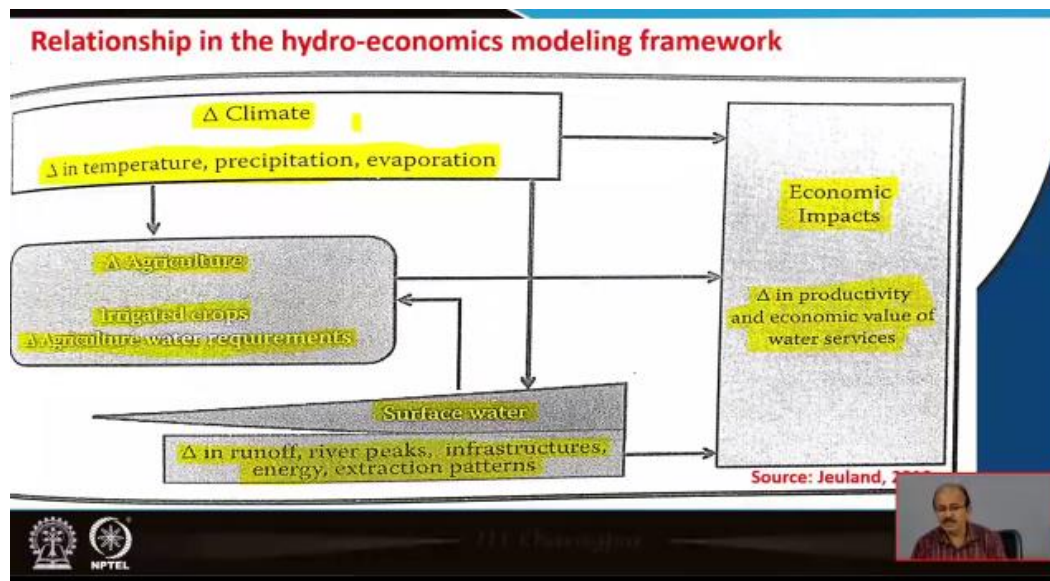 Relationship in the hydro-economics modeling framework
Δ Climate
Δ in temperature, precipitation, evaporation
Economic
Impacts
Δ Agriculture
Irrigated crops
Δ Agriculture water requirements
Δ in productivity
and economic value of
water services
Surface water
Δ in runoff, river peaks, infrastructures,
energy, extraction patterns
Source: Jeuland,
NPTEL